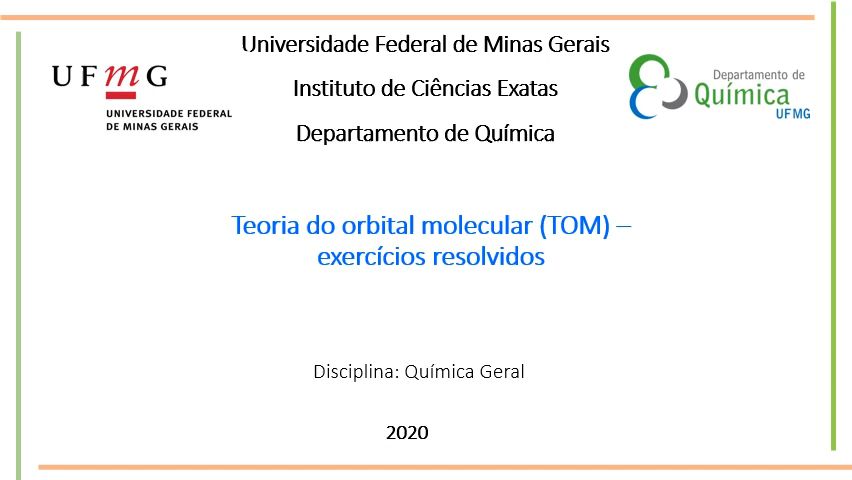 Universidade Federal de Minas Gerais
UFmG
UNIVERSIDADE FEDERAL
DE MINAS GERAIS
Instituto de Ciências Exatas
Departamento de Química
Departamento de
Química
UFMG
Teoria do orbital molecular (TOM) –
exercícios resolvidos
Disciplina: Química Geral
2020